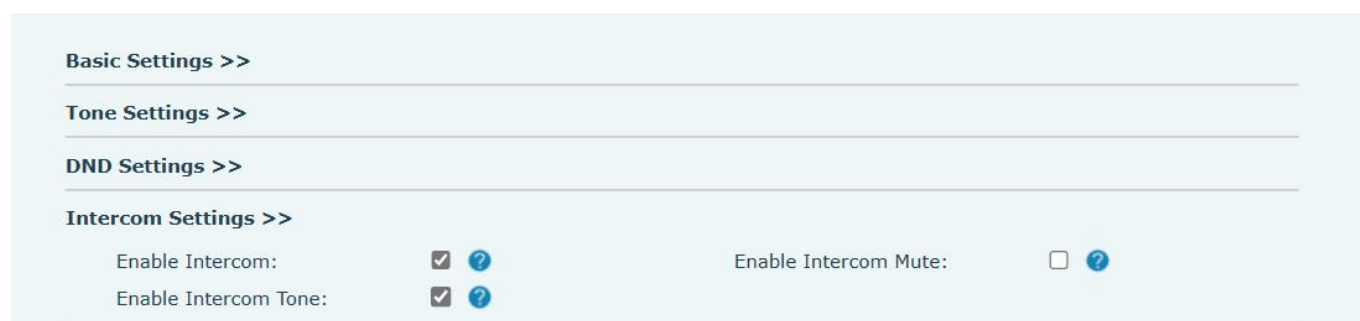 Basic Settings >>
Tone Settings >>
DND Settings >>
Intercom Settings >>
Enable Intercom: ? Enable Intercom Mute: ?
Enable Intercom Tone: ?